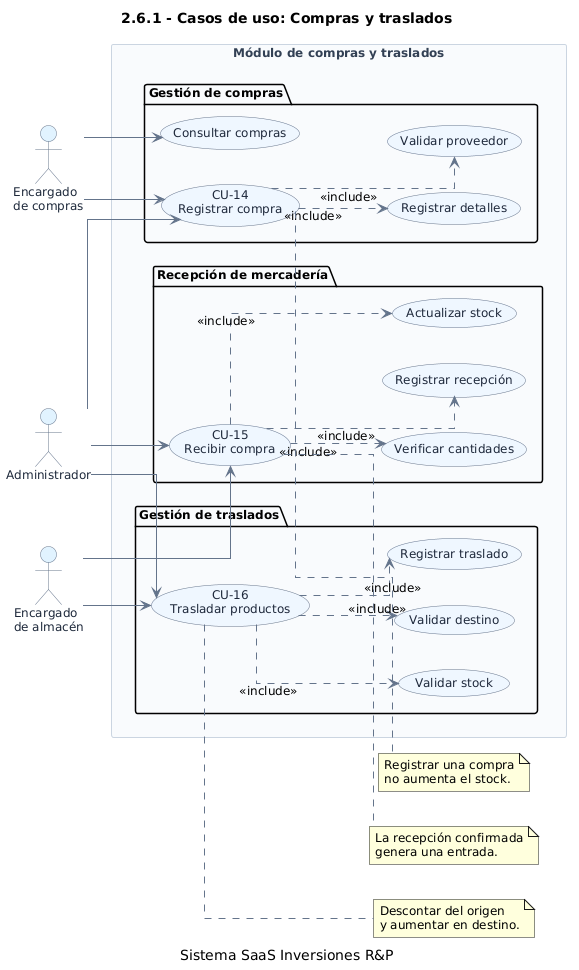 2.6.1 - Casos de uso: Compras y traslados
Módulo de compras y traslados
Gestión de compras
Consultar compras
Validar proveedor
Encargado
de compras
CU-14
Registrar compra
«include»
«include»
Registrar detalles
Recepción de mercadería
Actualizar stock
«include»
Registrar recepción
Administrador
CU-15
Recibir compra
«include»
«include»
Verificar cantidades
Gestión de traslados
Registrar traslado
Encargado
de almacén
CU-16
Trasladar productos
«include»
«include»
Validar destino
Validar stock
«include»
Registrar una compra
no aumenta el stock.
La recepción confirmada
genera una entrada.
Descontar del origen
y aumentar en destino.
Sistema SaaS Inversiones R&P